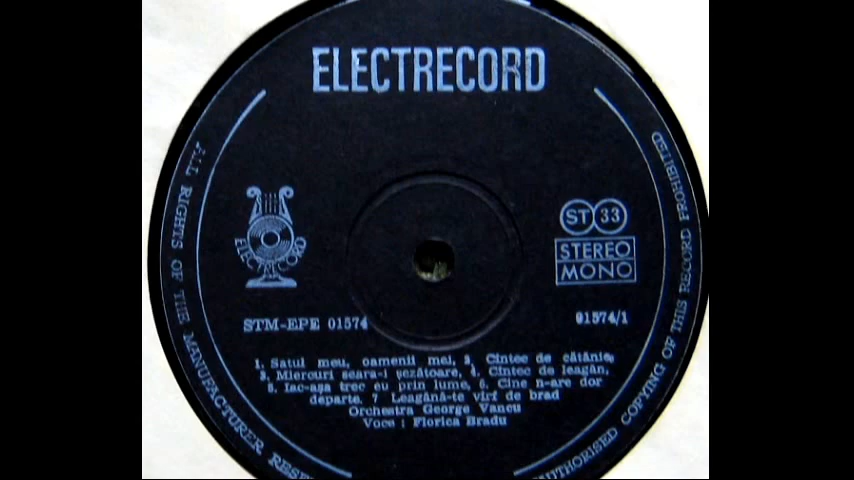 ELECTRECORD
ALL RIGHTS OF THE MANUFACTURER RESE
UTHORISED COPYING OF THIS RECORD PROHIBITED
ELECTRECORD
ST 33
STEREO
MONO
STM-EPE 01574
01574/1
1. Satul meu, oamenii mei, 2. Cîntec de cătănie,
3. Miercuri seara-i șezătoare, 4. Cîntec de leagăn,
5. Iac-așa trec eu prin lume, 6. Cine n-are dor
departe. 7 Leagănă-te vîrf de brad
Orchestra George Vancu
Voce : Florica Bradu